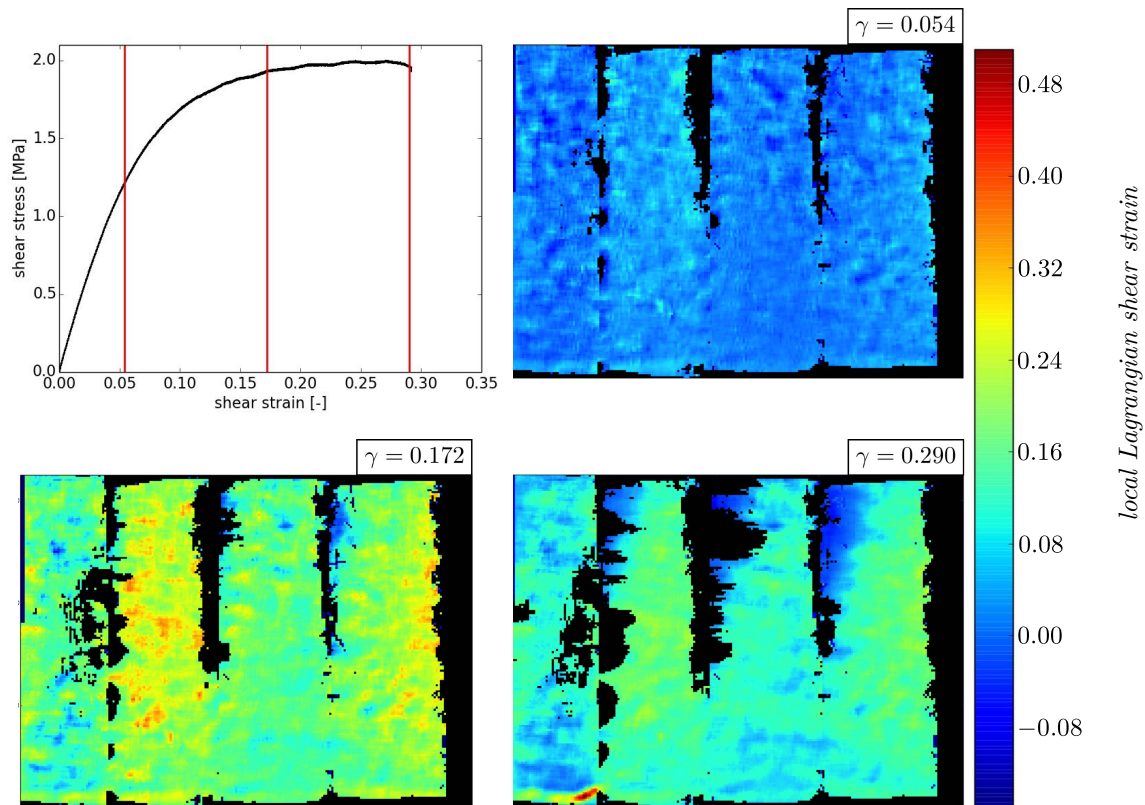 γ = 0.054
2.0
1.5
1.0
0.5
0.0
shear stress [MPa]
0.00 0.05 0.10 0.15 0.20 0.25 0.30 0.35
shear strain [-]
0.48
0.40
0.32
0.24
0.16
0.08
0.00
−0.08
local Lagrangian shear strain
γ = 0.172
γ = 0.290